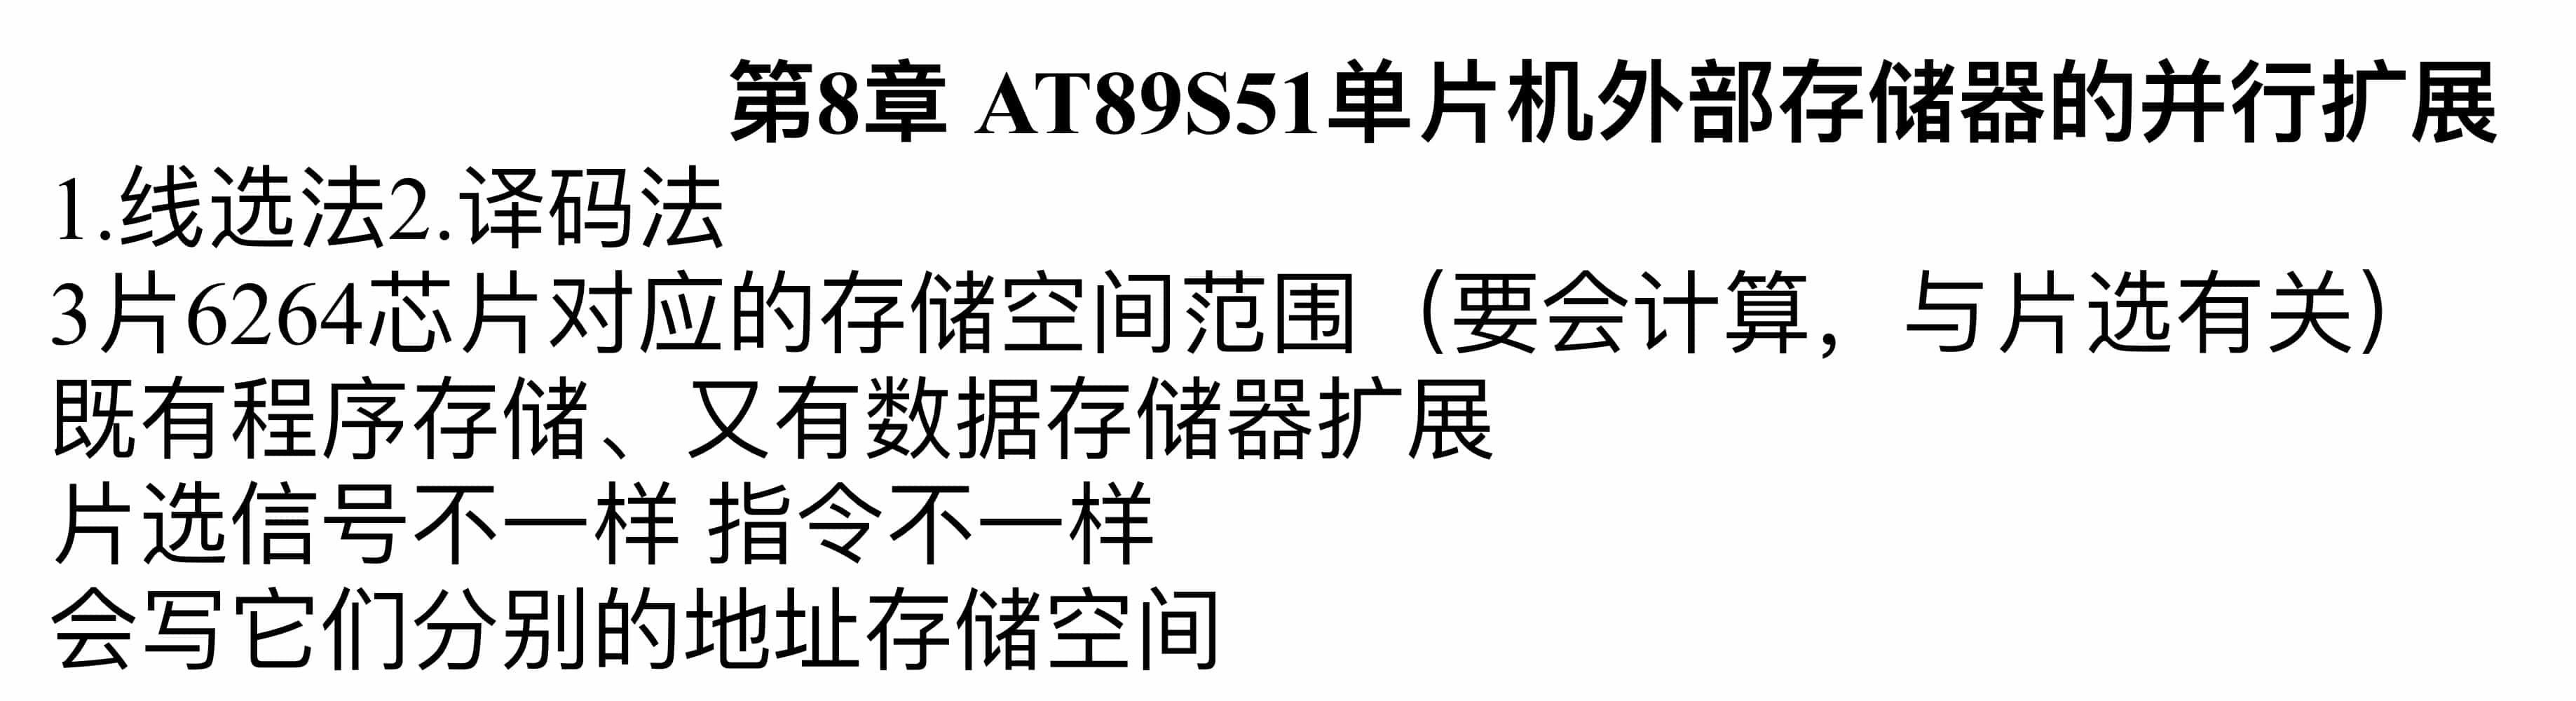 第8章 AT89S51单片机外部存储器的并行扩展
1.线选法2.译码法
3片6264芯片对应的存储空间范围（要会计算，与片选有关）
既有程序存储、又有数据存储器扩展
片选信号不一样 指令不一样
会写它们分别的地址存储空间